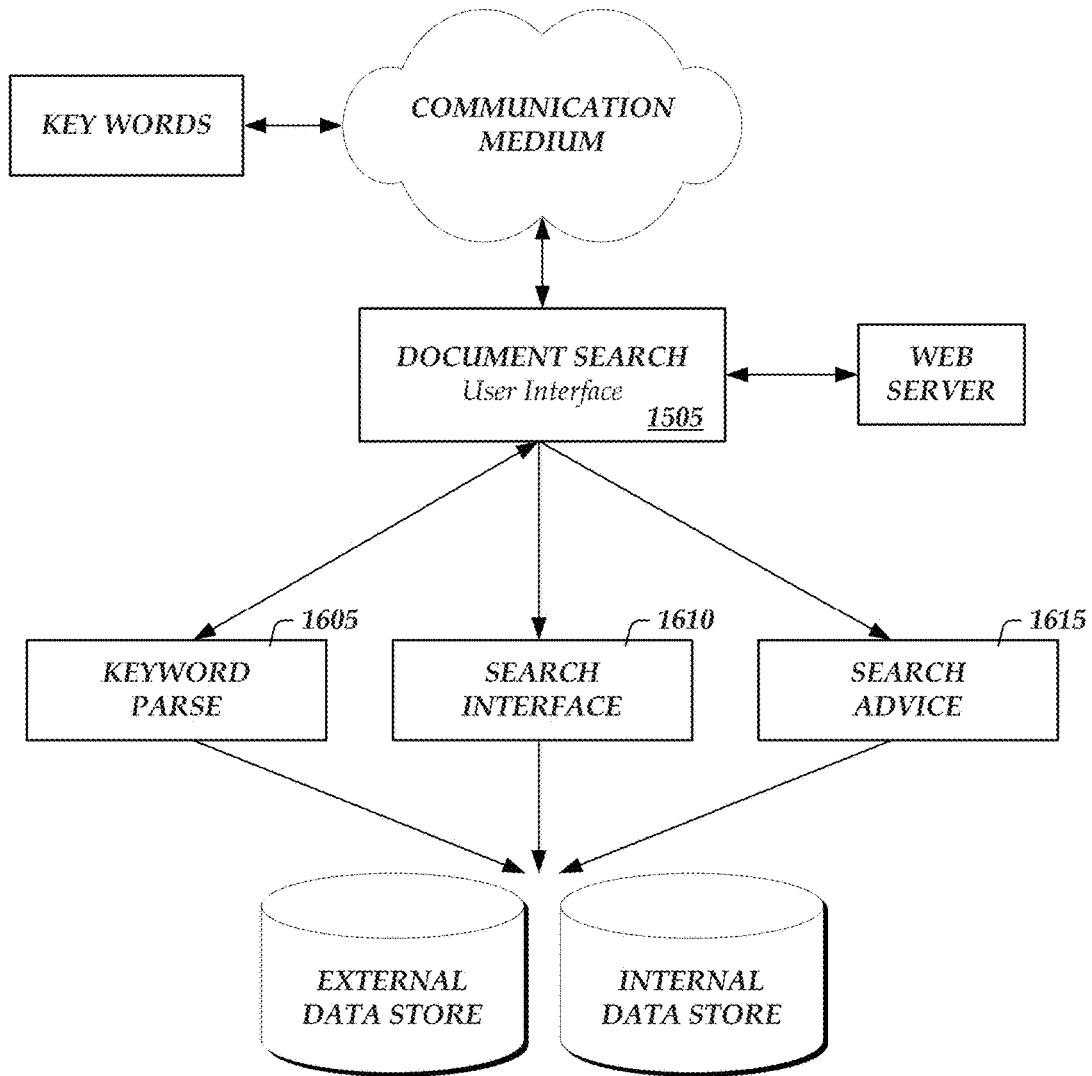 KEY WORDS
COMMUNICATION
MEDIUM
DOCUMENT SEARCH
User Interface
1505
WEB
SERVER
1605
KEYWORD
PARSE
1610
SEARCH
INTERFACE
1615
SEARCH
ADVICE
EXTERNAL
DATA STORE
INTERNAL
DATA STORE